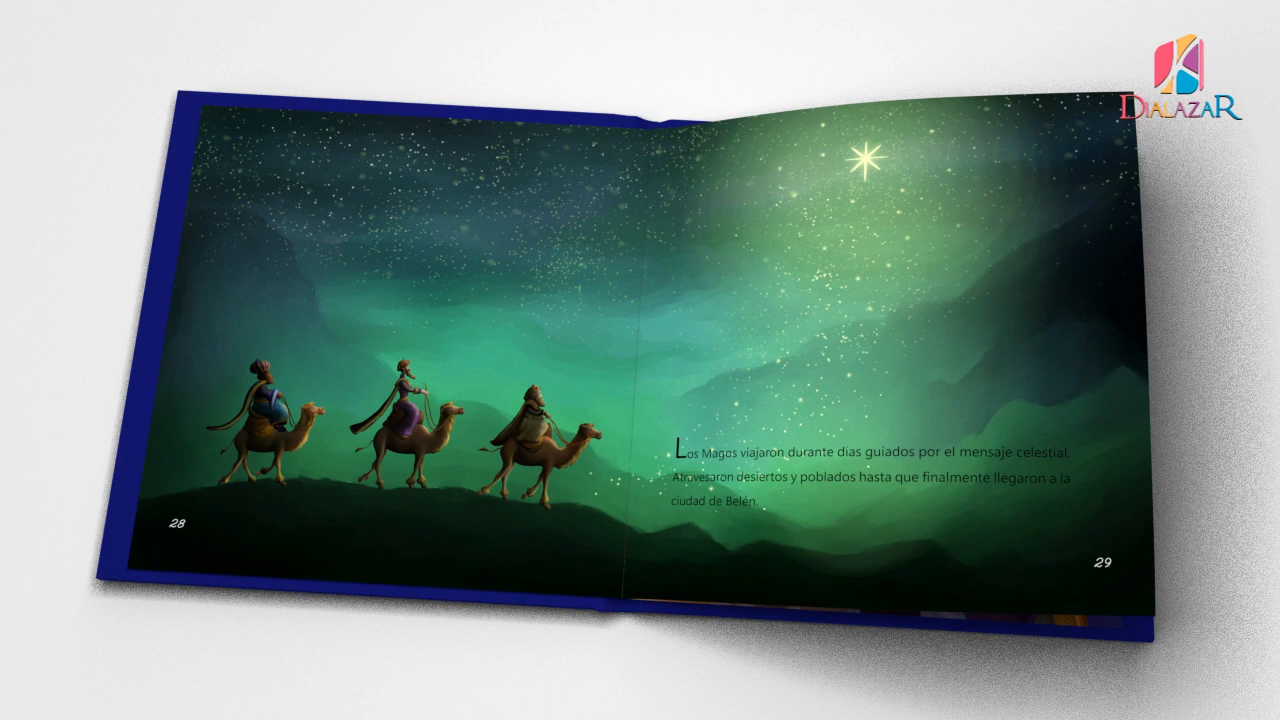 DIALAZAR
Los Magos viajaron durante dias guiados por el mensaje celestial.
Atravesaron desiertos y poblados hasta que finalmente llegaron a la
ciudad de Belén.
28
29